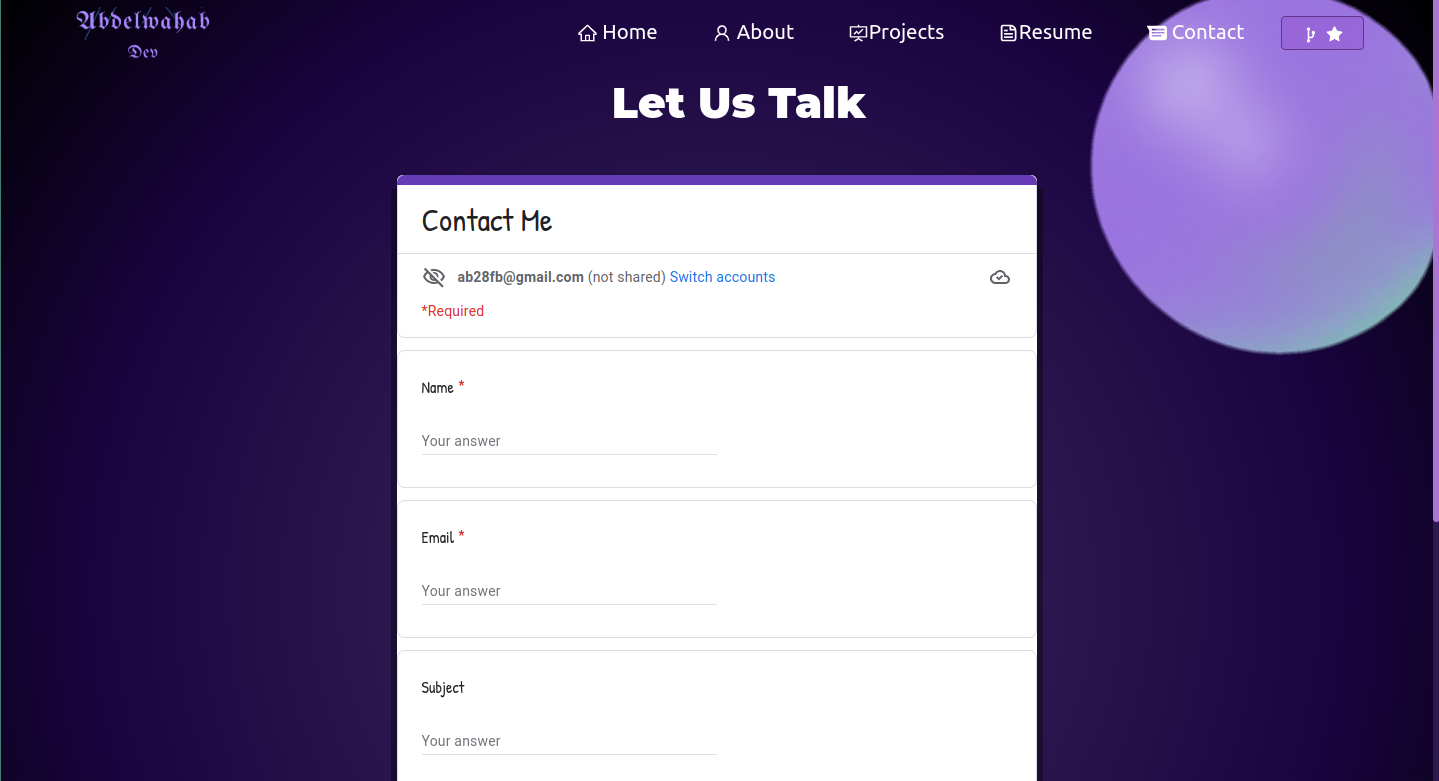 Abdelwahab
Dev
Home
About
Projects
Resume
Contact
Let Us Talk
Contact Me
ab28fb@gmail.com (not shared) Switch accounts
*Required
Name *
Your answer
Email *
Your answer
Subject
Your answer